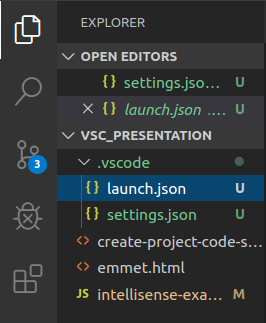 EXPLORER
OPEN EDITORS
{} settings.jso... U
{} launch.json ... U
VSC_PRESENTATION
.vscode
{} launch.json U
{} settings.json U
3
<> create-project-code-s...
<> emmet.html
JS intellisense-exa... M